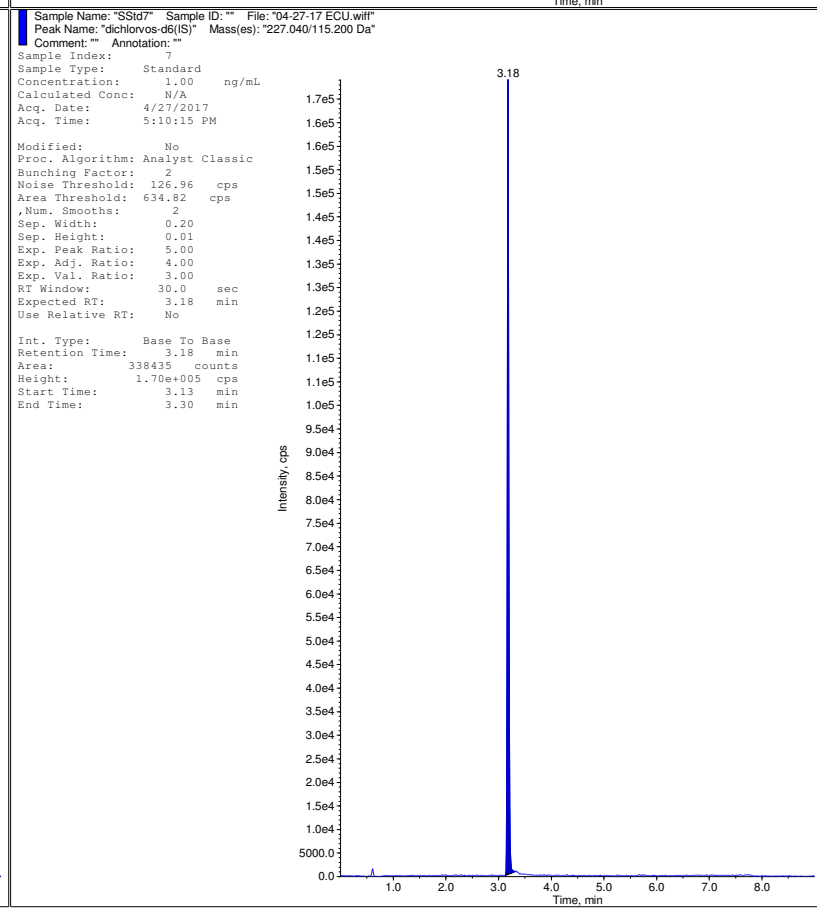 Time, min
Sample Name: "SStd7" Sample ID: "" File: "04-27-17 ECU.wiff"
Peak Name: "dichlorvos-d6(IS)" Mass(es): "227.040/115.200 Da"
Comment: "" Annotation: ""
Sample Index: 7
Sample Type: Standard
Concentration: 1.00 ng/mL
Calculated Conc: N/A
Acq. Date: 4/27/2017
Acq. Time: 5:10:15 PM
Modified: No
Proc. Algorithm: Analyst Classic
Bunching Factor: 2
Noise Threshold: 126.96 cps
Area Threshold: 634.82 cps
,Num. Smooths: 2
Sep. Width: 0.20
Sep. Height: 0.01
Exp. Peak Ratio: 5.00
Exp. Adj. Ratio: 4.00
Exp. Val. Ratio: 3.00
RT Window: 30.0 sec
Expected RT: 3.18 min
Use Relative RT: No
Int. Type: Base To Base
Retention Time: 3.18 min
Area: 338435 counts
Height: 1.70e+005 cps
Start Time: 3.13 min
End Time: 3.30 min
3.18
Intensity, cps
1.7e5
1.6e5
1.6e5
1.5e5
1.5e5
1.4e5
1.4e5
1.3e5
1.3e5
1.2e5
1.2e5
1.1e5
1.1e5
1.0e5
9.5e4
9.0e4
8.5e4
8.0e4
7.5e4
7.0e4
6.5e4
6.0e4
5.5e4
5.0e4
4.5e4
4.0e4
3.5e4
3.0e4
2.5e4
2.0e4
1.5e4
1.0e4
5000.0
0.0
1.0 2.0 3.0 4.0 5.0 6.0 7.0 8.0
Time, min